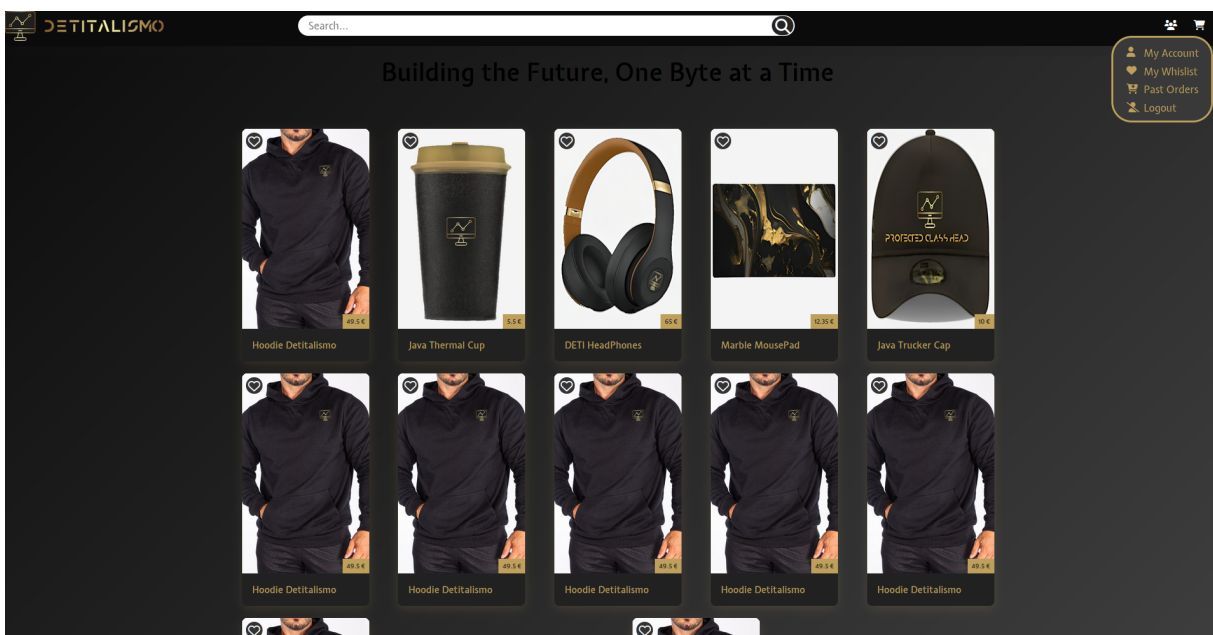 DETITALISMO
Search...
My Account
My Whislist
Past Orders
Logout
Building the Future, One Byte at a Time
PROTECTED CLASS HEAD
49.5 €
5.5 €
65 €
12.35 €
10 €
Hoodie Detitalismo
Java Thermal Cup
DETI HeadPhones
Marble MousePad
Java Trucker Cap
49.5 €
49.5 €
49.5 €
49.5 €
49.5 €
Hoodie Detitalismo
Hoodie Detitalismo
Hoodie Detitalismo
Hoodie Detitalismo
Hoodie Detitalismo